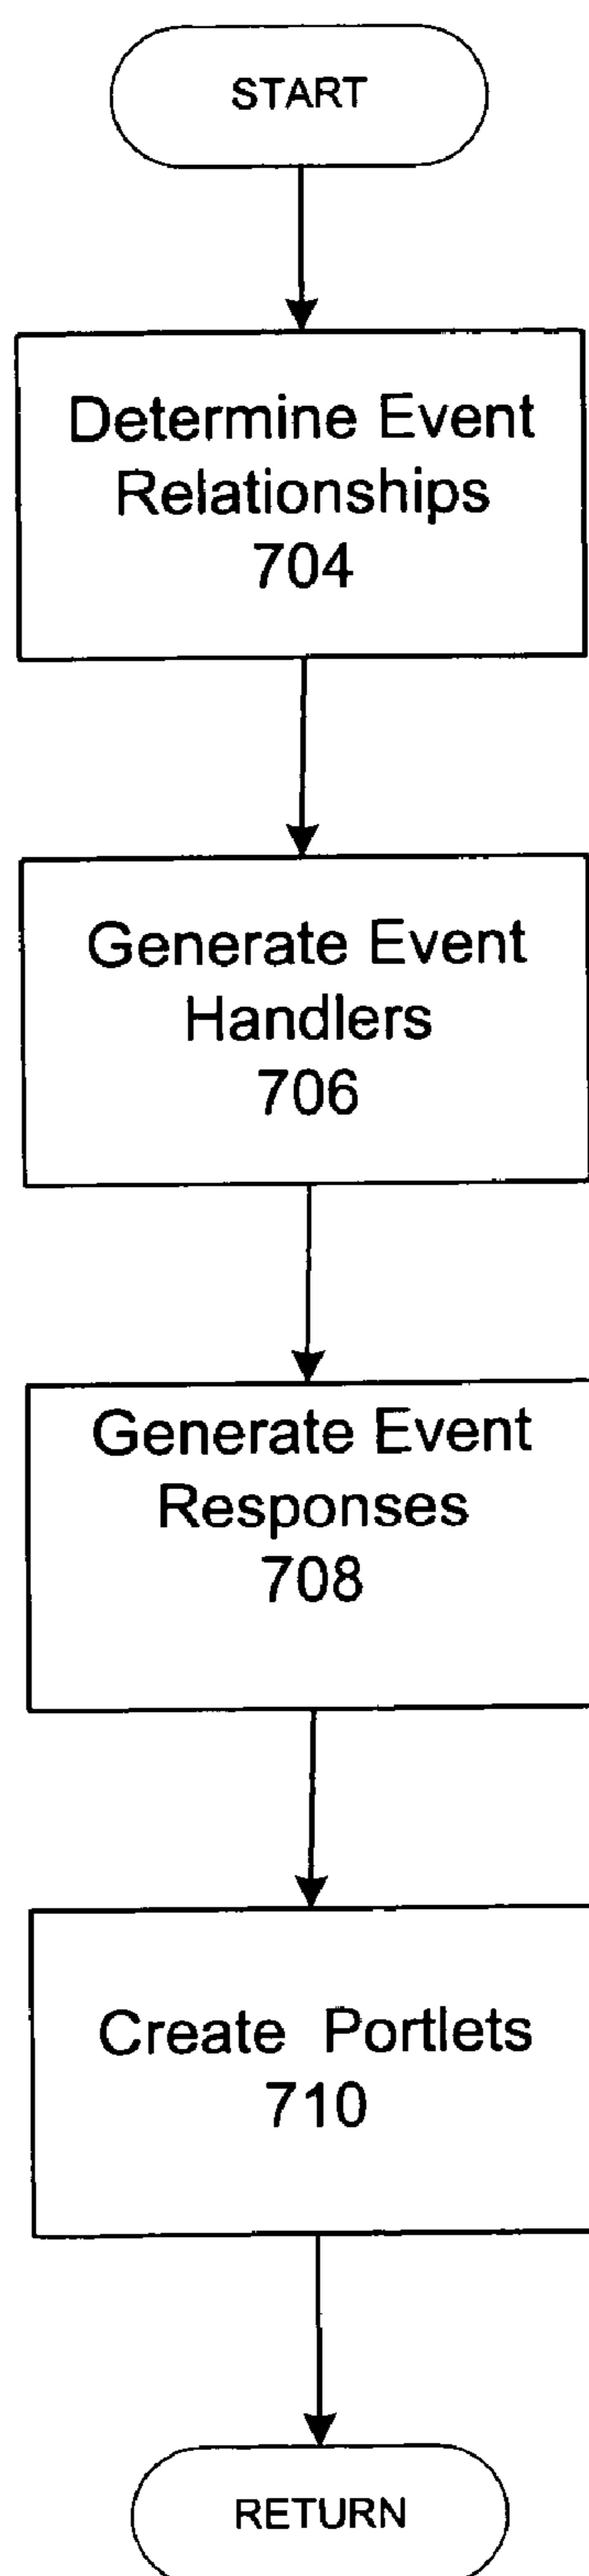 START
Determine Event
Relationships
704
Generate Event
Handlers
706
Generate Event
Responses
708
Create Portlets
710
RETURN